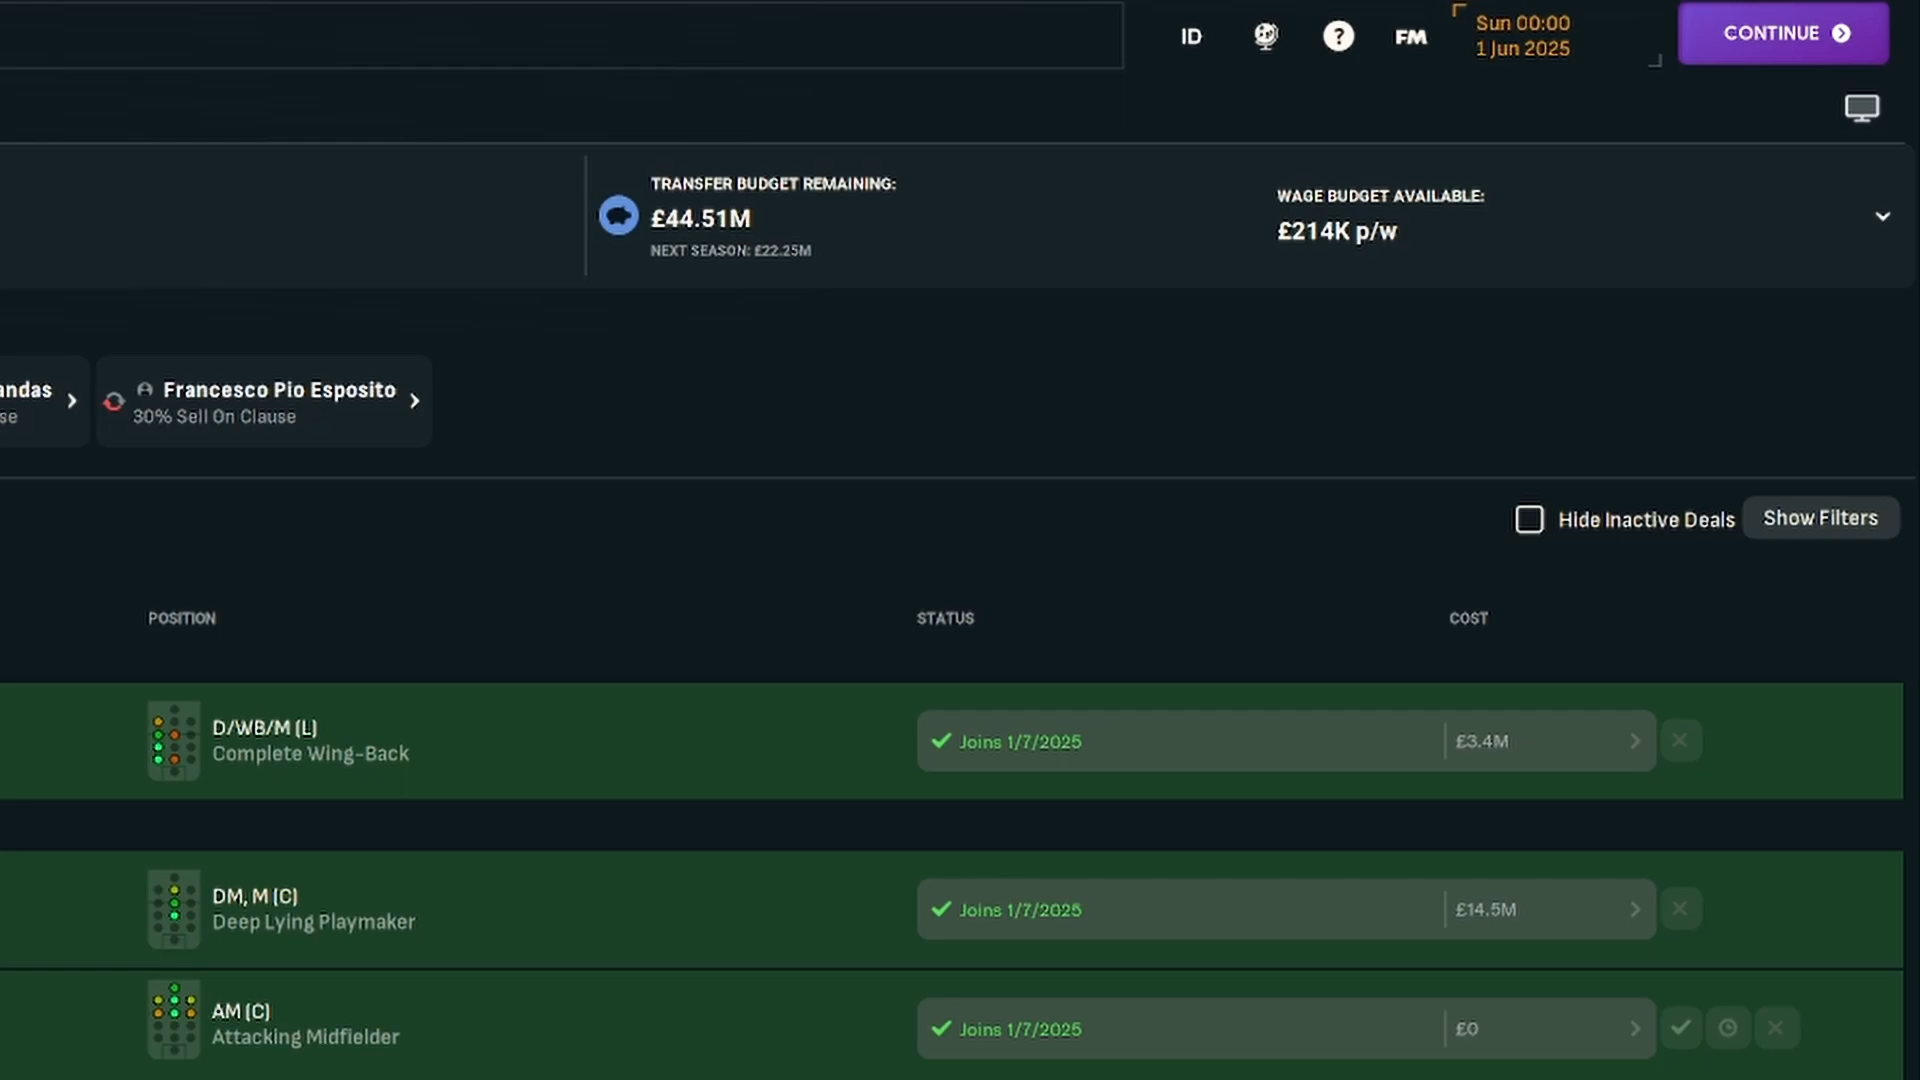 ID
FM
Sun 00:00
1 Jun 2025
CONTINUE
TRANSFER BUDGET REMAINING:
£44.51M
NEXT SEASON: £22.25M
WAGE BUDGET AVAILABLE:
£214K p/w
andas
se
Francesco Pio Esposito
30% Sell On Clause
Hide Inactive Deals
Show Filters
POSITION
STATUS
COST
D/WB/M (L)
Complete Wing-Back
Joins 1/7/2025
£3.4M
DM, M (C)
Deep Lying Playmaker
Joins 1/7/2025
£14.5M
AM (C)
Attacking Midfielder
Joins 1/7/2025
£0